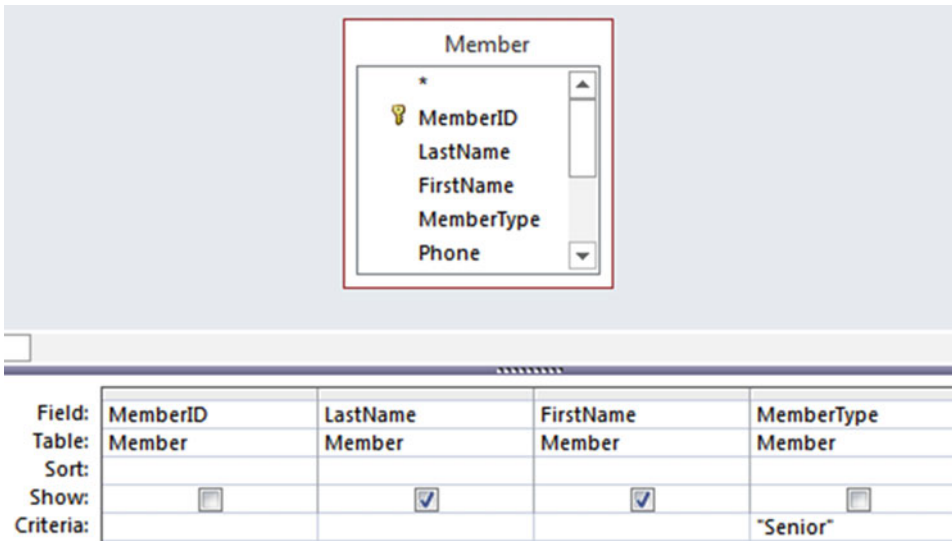 Member
*
MemberID
LastName
FirstName
MemberType
Phone
Field: MemberID LastName FirstName MemberType
Table: Member Member Member Member
Sort:
Show:
Criteria: "Senior"